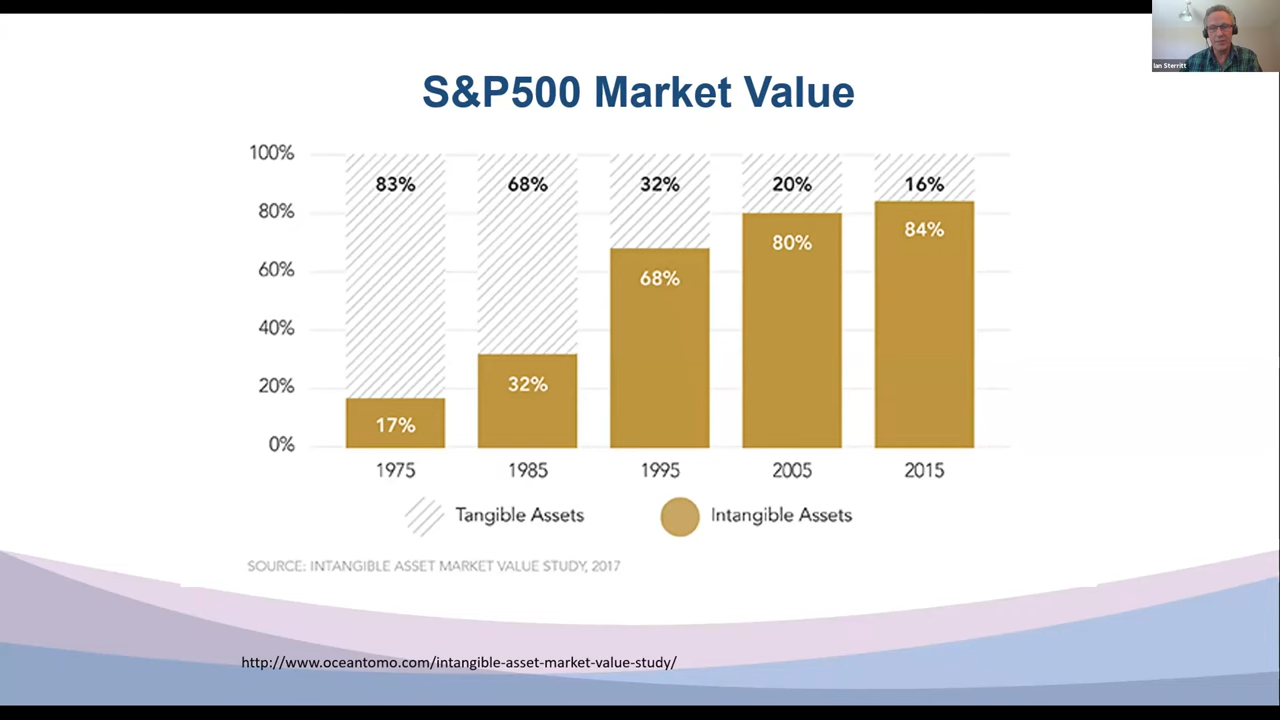 Ian Sterritt
S&P500 Market Value
100%
80%
60%
40%
20%
0%
83% 68% 32% 20% 16%
17% 32% 68% 80% 84%
1975 1985 1995 2005 2015
Tangible Assets Intangible Assets
SOURCE: INTANGIBLE ASSET MARKET VALUE STUDY, 2017
http://www.oceantomo.com/intangible-asset-market-value-study/